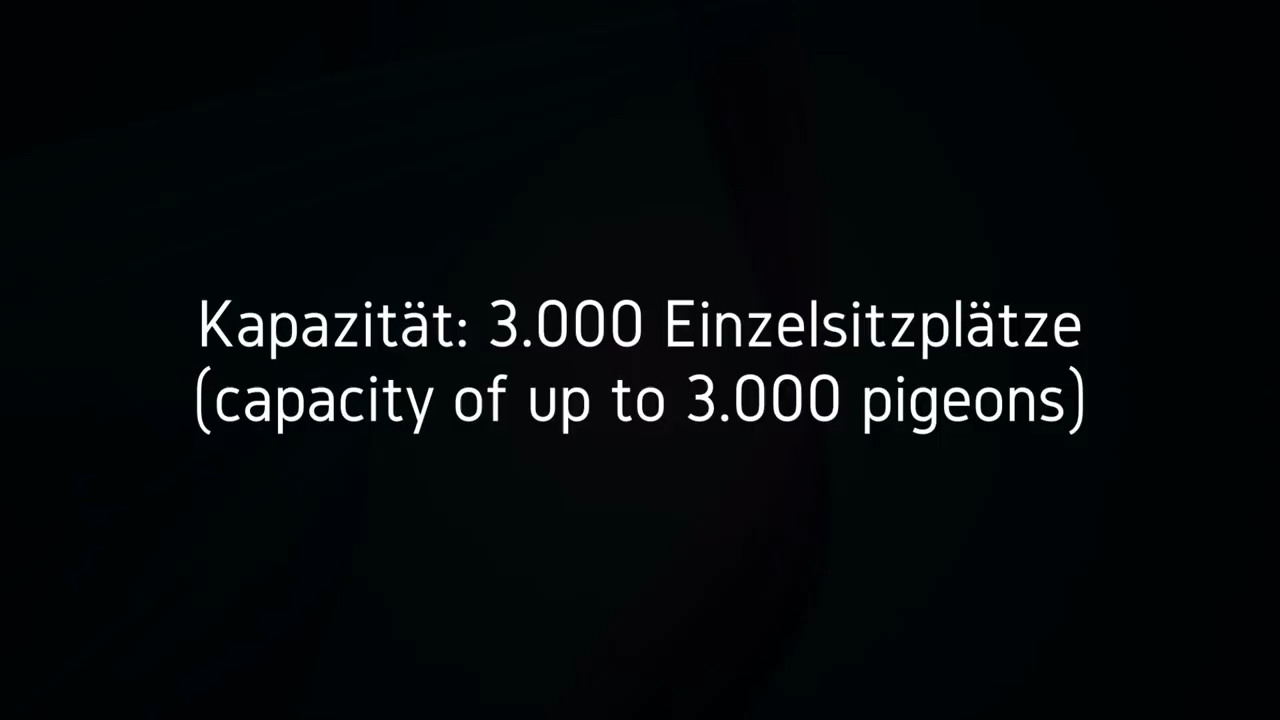 Kapazität: 3.000 Einzelsitzplätze
(capacity of up to 3.000 pigeons)